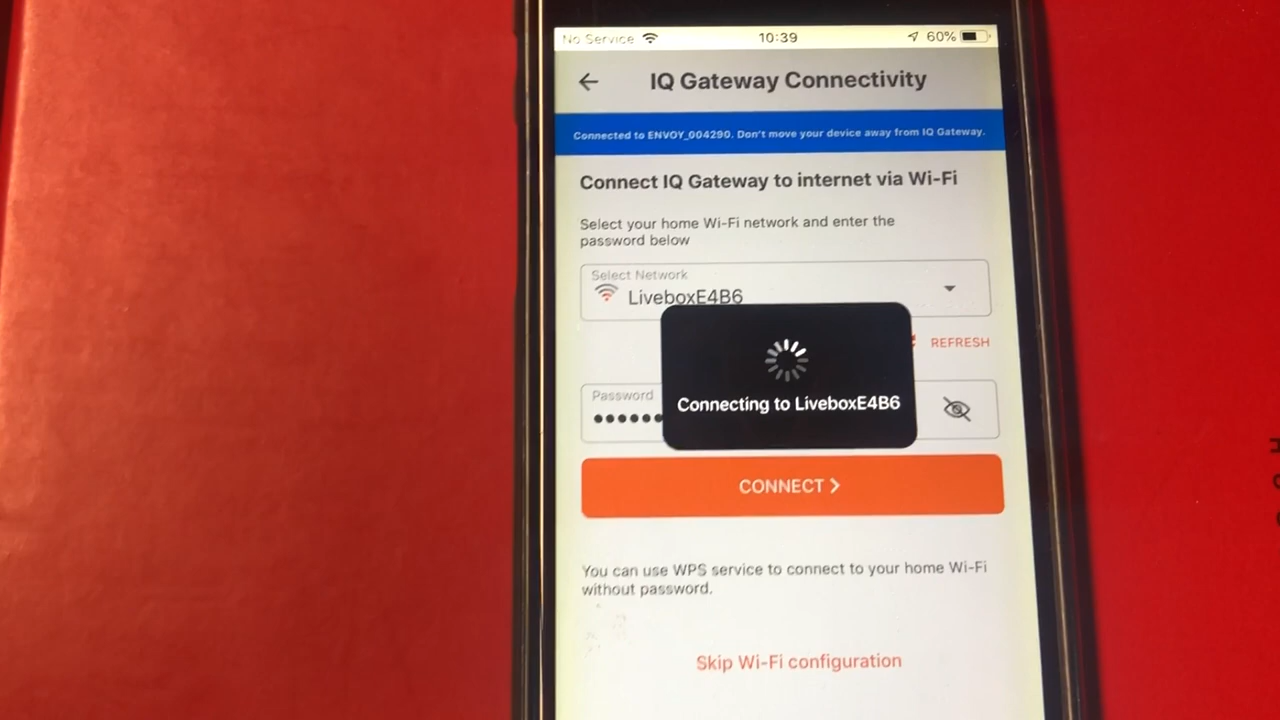 No Service 10:39 60%
IQ Gateway Connectivity
Connected to ENVOY_004290. Don't move your device away from IQ Gateway.
Connect IQ Gateway to internet via Wi-Fi
Select your home Wi-Fi network and enter the
password below
Select Network
LiveboxE4B6
REFRESH
Connecting to LiveboxE4B6
Password
CONNECT
You can use WPS service to connect to your home Wi-Fi
without password.
Skip Wi-Fi configuration